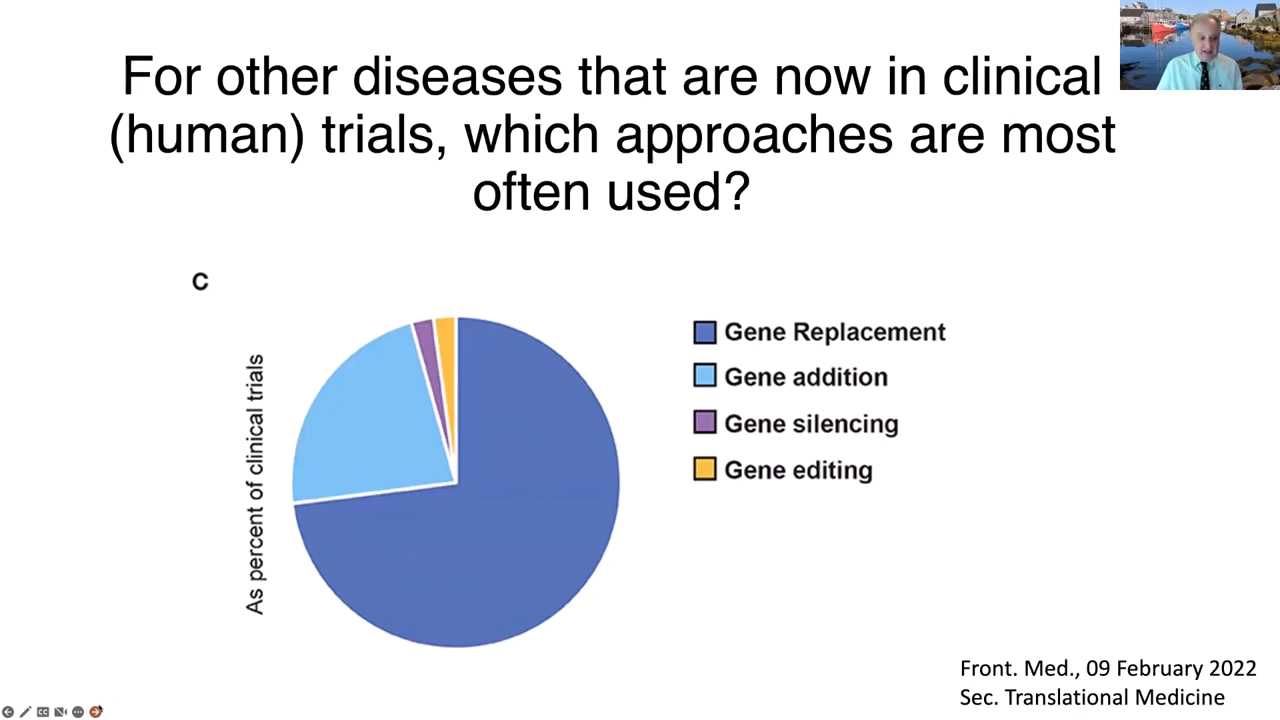 For other diseases that are now in clinical
(human) trials, which approaches are most
often used?
C
As percent of clinical trials
Gene Replacement
Gene addition
Gene silencing
Gene editing
Front. Med., 09 February 2022
Sec. Translational Medicine
CC